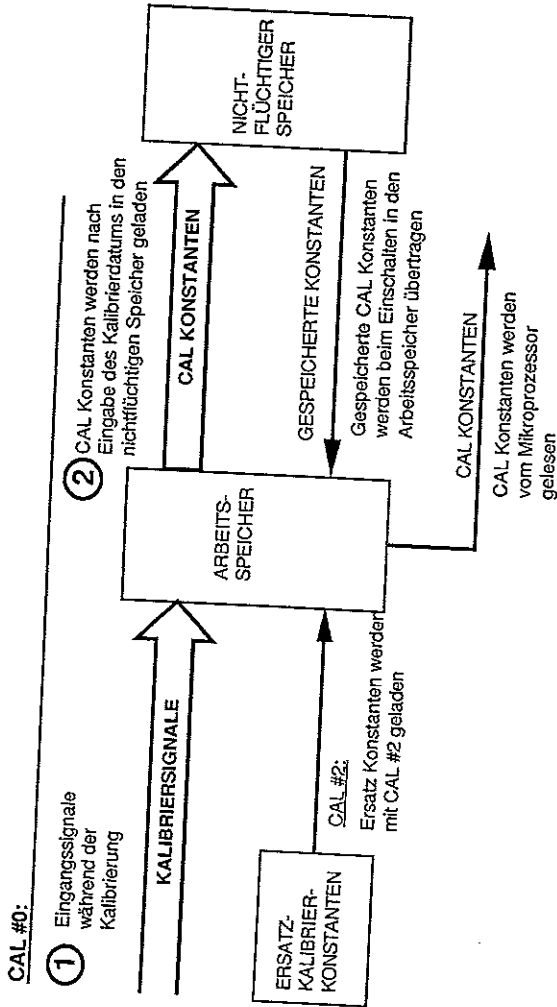 CAL #0:
① Eingangssignale
während der
Kalibrierung
② CAL Konstanten werden nach
Eingabe des Kalibrierdatums in den
nichtflüchtigen Speicher geladen
KALIBRIERSIGNALE
CAL KONSTANTEN
ARBEITS-
SPEICHER
NICHT-
FLÜCHTIGER
SPEICHER
ERSATZ-
KALIBRIER-
KONSTANTEN
CAL #2:
Ersatz Konstanten werden
mit CAL #2 geladen
GESPEICHERTE KONSTANTEN
Gespeicherte CAL Konstanten
werden beim Einschalten in den
Arbeitsspeicher übertragen
CAL KONSTANTEN
CAL Konstanten werden
vom Mikroprozessor
gelesen